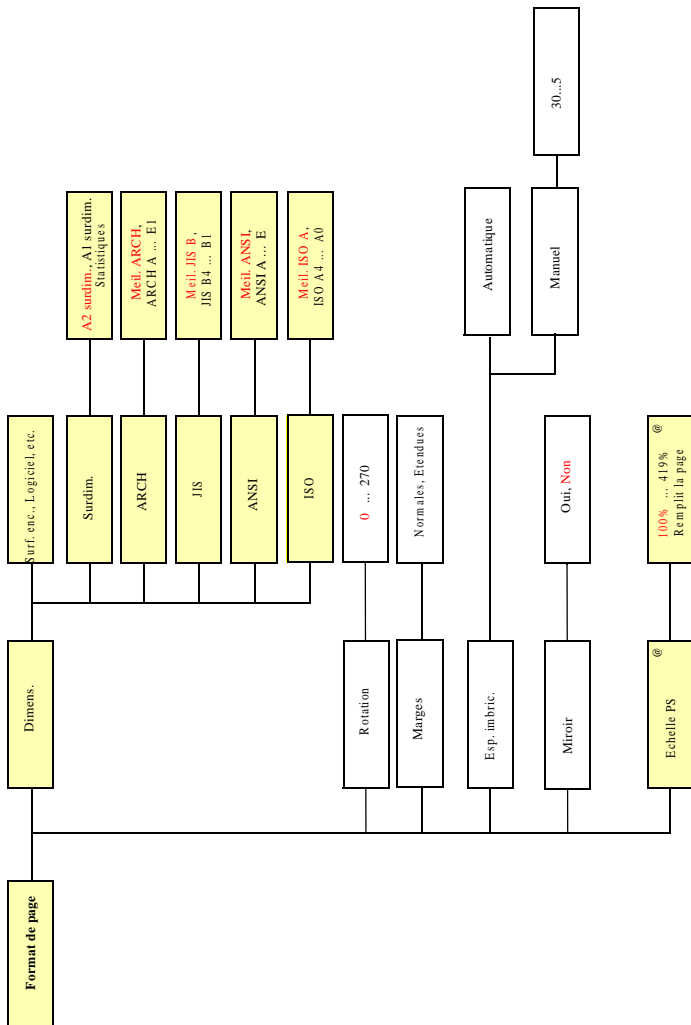 Format de page
Dimens.
Surf. enc., Logiciel, etc.
Surdim.
A2 surdim., A1 surdim.
Statistiques
ARCH
Meil. ARCH,
ARCH A ... E1
JIS
Meil. JIS B,
JIS B4 ... B1
ANSI
Meil. ANSI,
ANSI A ... E
ISO
Meil. ISO A,
ISO A4 ... A0
Rotation
0 ... 270
Marges
Normales, Etendues
Esp. imbric.
Automatique
Manuel
30...5
Miroir
Oui, Non
@
Echelle PS
@
100% ... 419%
Remplit la page